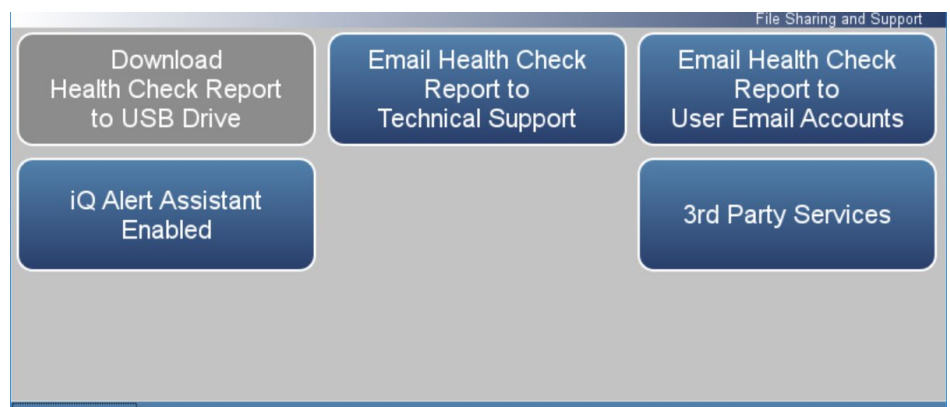 File Sharing and Support
Download
Health Check Report
to USB Drive
Email Health Check
Report to
Technical Support
Email Health Check
Report to
User Email Accounts
iQ Alert Assistant
Enabled
3rd Party Services